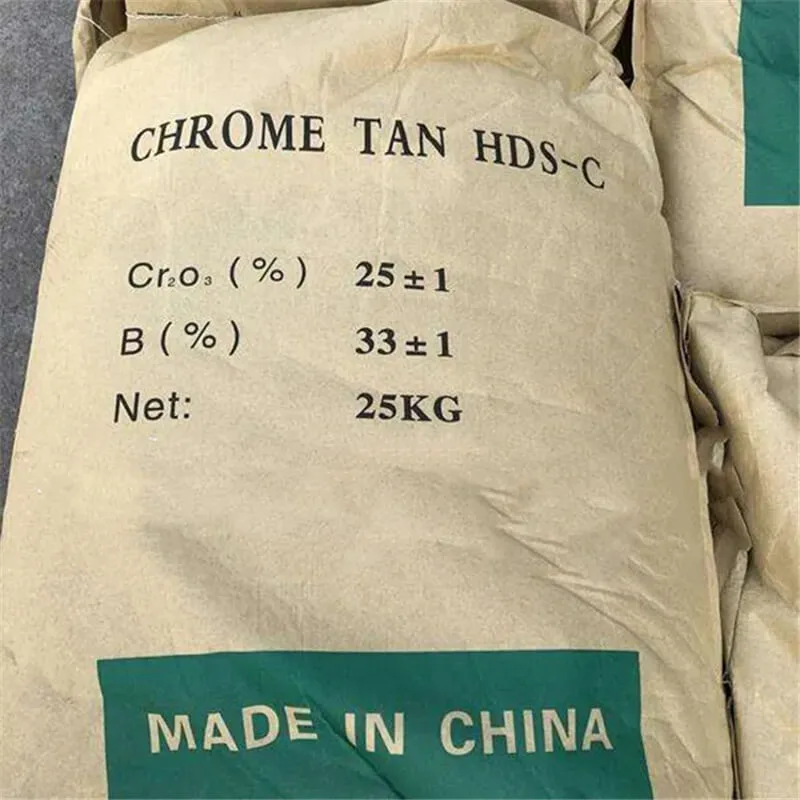 CHROME TAN HDS-C
Cr₂O₃ (%) 25±1
B (%) 33±1
Net: 25KG
MADE IN CHINA